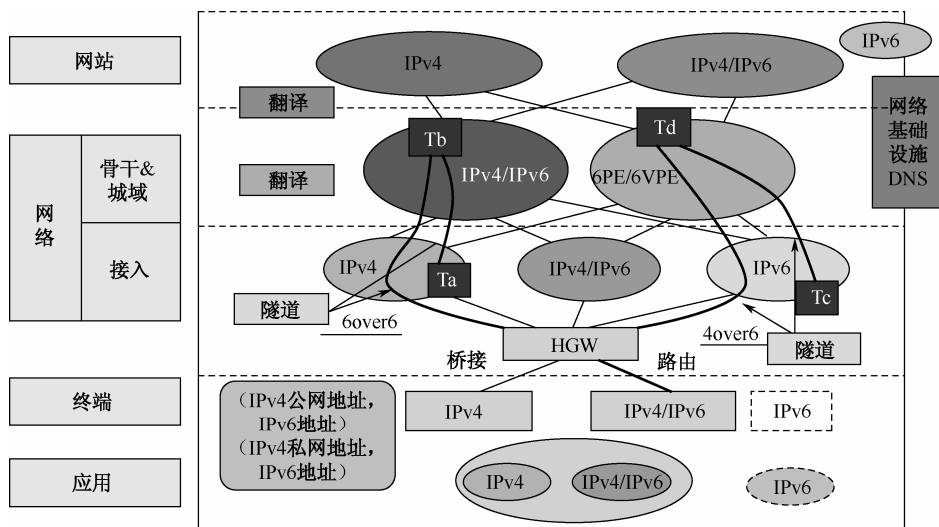 网站
IPv4
IPv4/IPv6
IPv6
翻译
网络
基础
设施
DNS
Tb
Td
网
络
骨干&
城域
翻译
IPv4/IPv6
6PE/6VPE
接入
IPv4
IPv4/IPv6
IPv6
Ta
Tc
隧道
6over6
HGW
4over6
隧道
桥接
路由
终端
(IPv4公网地址,
IPv6地址)
(IPv4私网地址,
IPv6地址)
IPv4
IPv4/IPv6
IPv6
应用
IPv4
IPv4/IPv6
IPv6